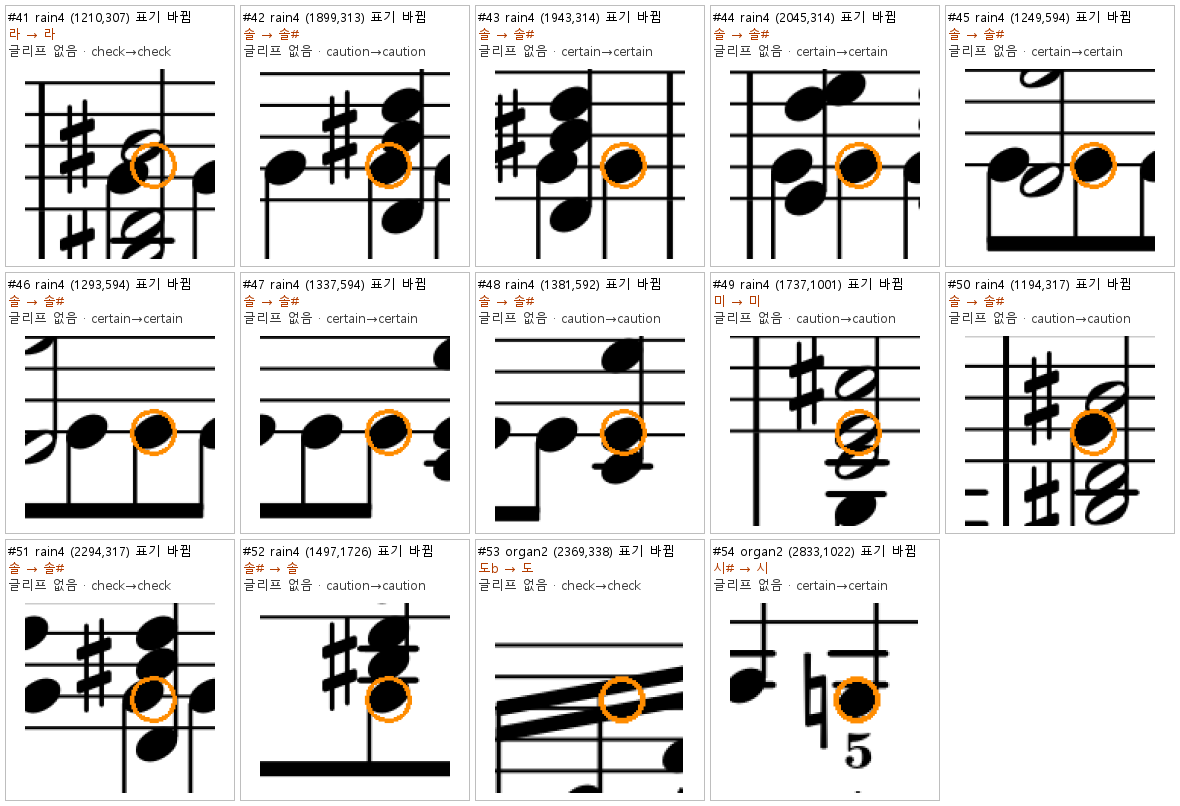 #41 rain4 (1210,307) 표기 바뀜
라 → 라
글리프 없음 · check→check
#42 rain4 (1899,313) 표기 바뀜
솔 → 솔#
글리프 없음 · caution→caution
#43 rain4 (1943,314) 표기 바뀜
솔 → 솔#
글리프 없음 · certain→certain
#44 rain4 (2045,314) 표기 바뀜
솔 → 솔#
글리프 없음 · certain→certain
#45 rain4 (1249,594) 표기 바뀜
솔 → 솔#
글리프 없음 · certain→certain
#46 rain4 (1293,594) 표기 바뀜
솔 → 솔#
글리프 없음 · certain→certain
#47 rain4 (1337,594) 표기 바뀜
솔 → 솔#
글리프 없음 · certain→certain
#48 rain4 (1381,592) 표기 바뀜
솔 → 솔#
글리프 없음 · caution→caution
#49 rain4 (1737,1001) 표기 바뀜
미 → 미
글리프 없음 · caution→caution
#50 rain4 (1194,317) 표기 바뀜
솔 → 솔#
글리프 없음 · caution→caution
#51 rain4 (2294,317) 표기 바뀜
솔 → 솔#
글리프 없음 · check→check
#52 rain4 (1497,1726) 표기 바뀜
솔# → 솔
글리프 없음 · caution→caution
#53 organ2 (2369,338) 표기 바뀜
도b → 도
글리프 없음 · check→check
#54 organ2 (2833,1022) 표기 바뀜
시# → 시
글리프 없음 · certain→certain
5